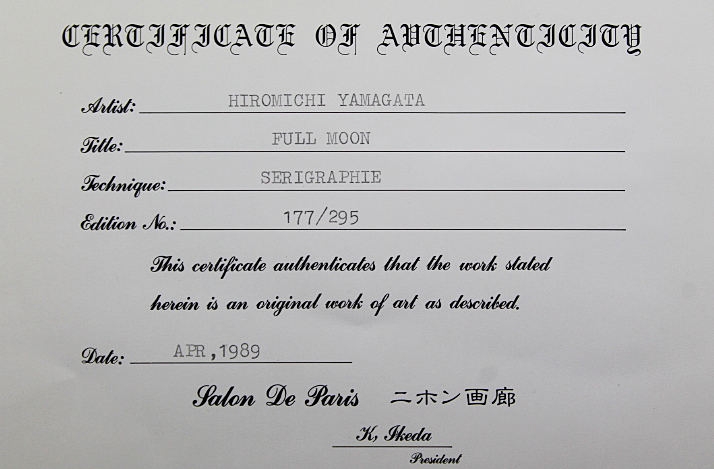 CERTIFICATE OF AUTHENTICITY
Artist: HIROMICHI YAMAGATA
Title: FULL MOON
Technique: SERIGRAPHIE
Edition No.: 177/295
This certificate authenticates that the work stated
herein is an original work of art as described.
Date: APR,1989
Salon De Paris ニホン画廊
K, Ikeda
President